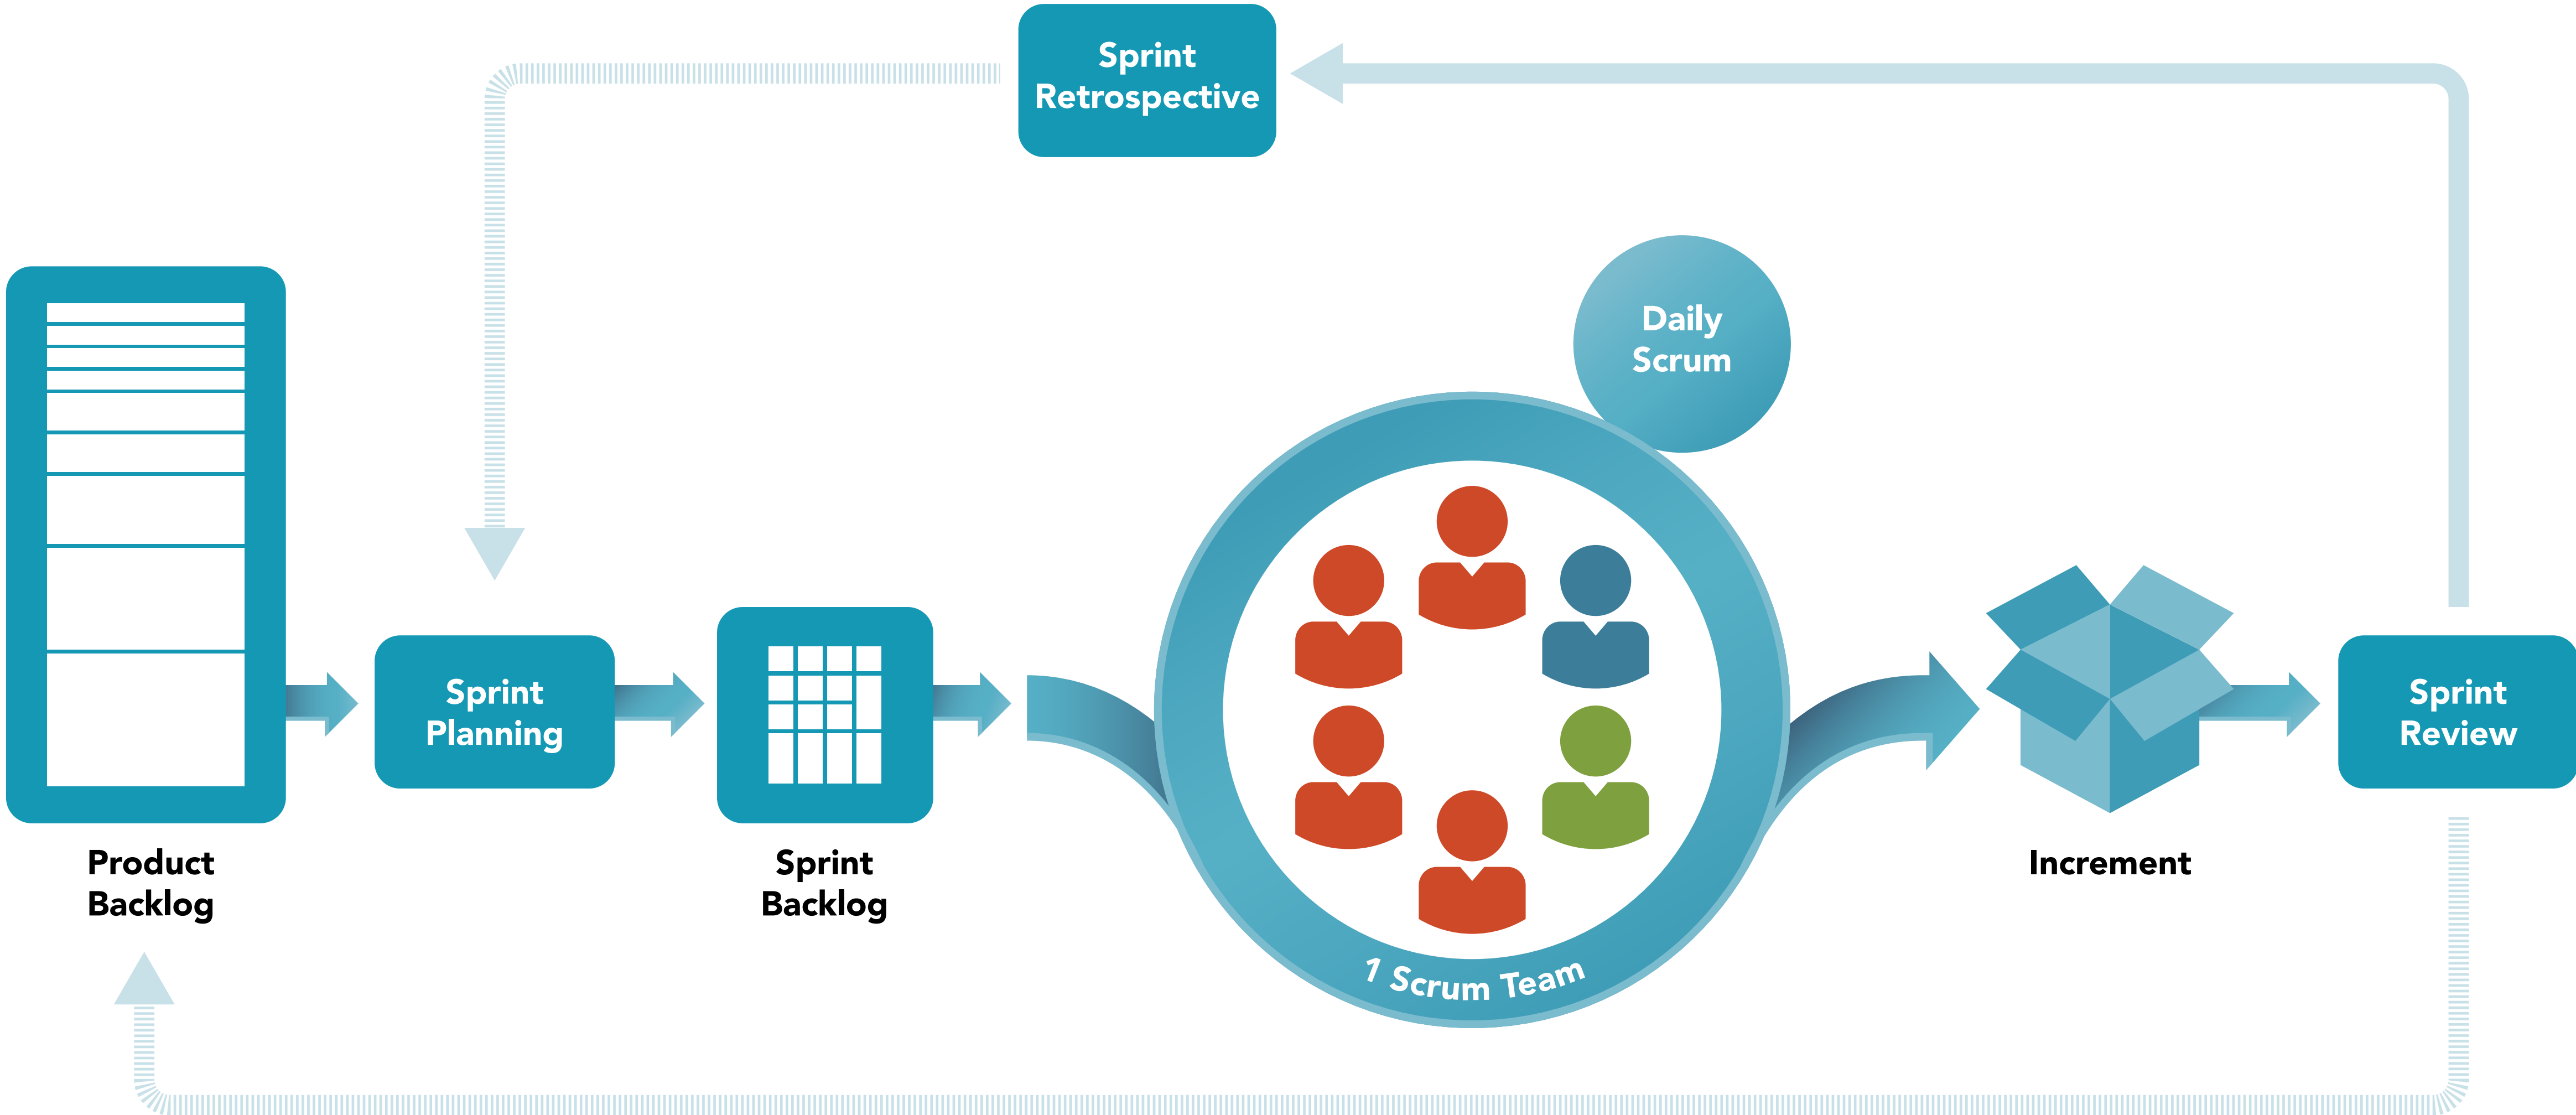 Sprint
Retrospective
Daily
Scrum
Sprint
Planning
Sprint
Review
Product
Backlog
Sprint
Backlog
Increment
1 Scrum Team